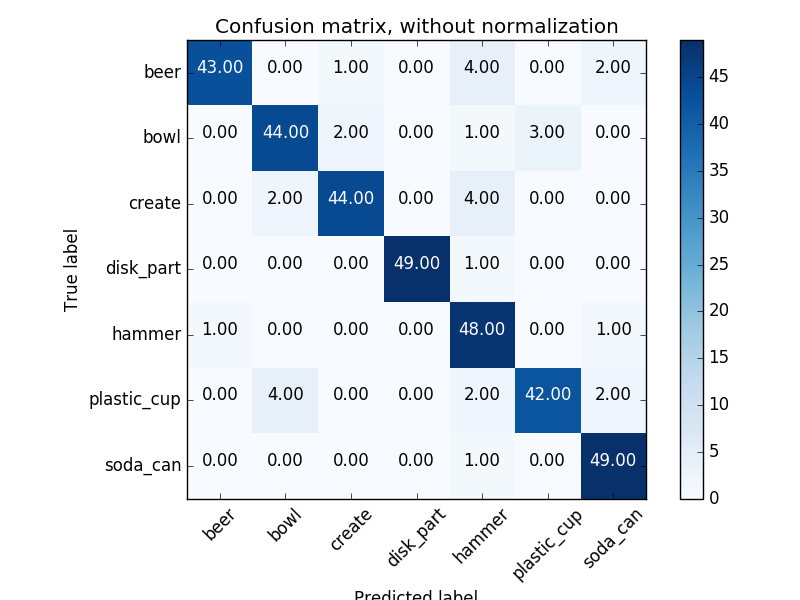 Confusion matrix, without normalization
beer 43.00 0.00 1.00 0.00 4.00 0.00 2.00
bowl 0.00 44.00 2.00 0.00 1.00 3.00 0.00
create 0.00 2.00 44.00 0.00 4.00 0.00 0.00
disk_part 0.00 0.00 0.00 49.00 1.00 0.00 0.00
hammer 1.00 0.00 0.00 0.00 48.00 0.00 1.00
plastic_cup 0.00 4.00 0.00 0.00 2.00 42.00 2.00
soda_can 0.00 0.00 0.00 0.00 1.00 0.00 49.00
True label
beer bowl create disk_part hammer plastic_cup soda_can
Predicted label
45
40
35
30
25
20
15
10
5
0